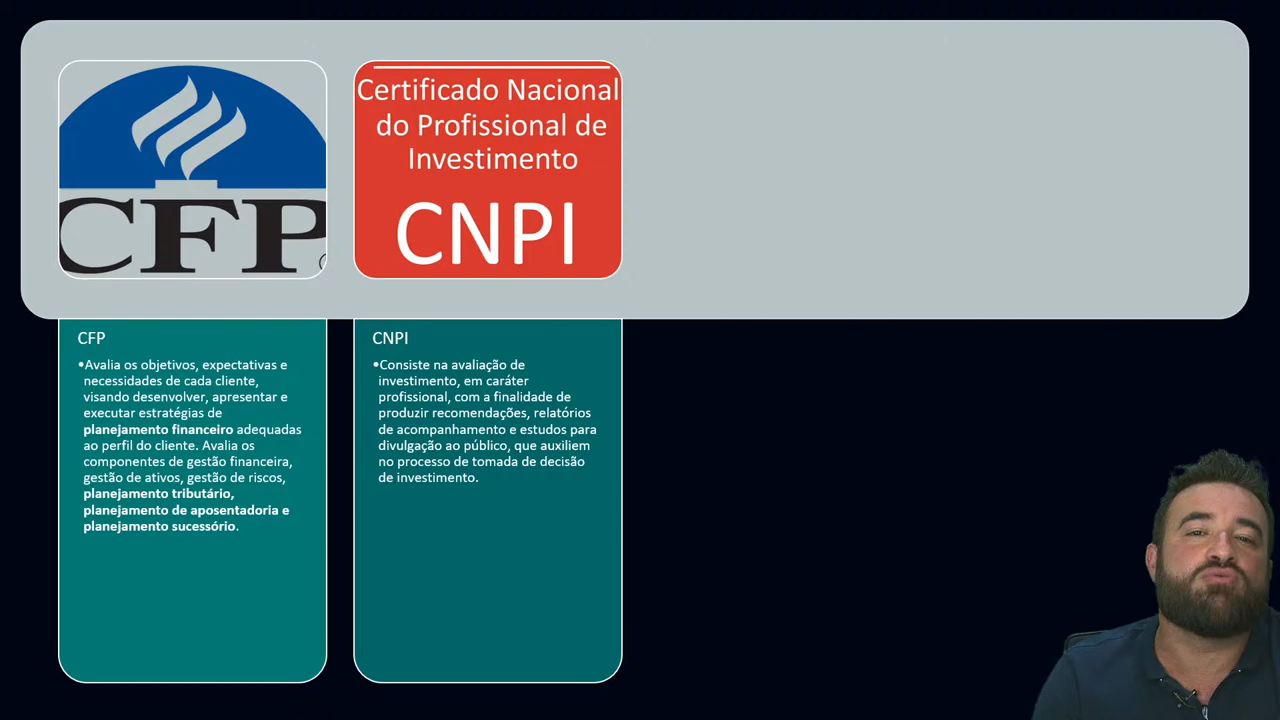 CFP
Certificado Nacional
do Profissional de
Investimento
CNPI
CFP
•Avalia os objetivos, expectativas e
necessidades de cada cliente,
visando desenvolver, apresentar e
executar estratégias de
planejamento financeiro adequadas
ao perfil do cliente. Avalia os
componentes de gestão financeira,
gestão de ativos, gestão de riscos,
planejamento tributário,
planejamento de aposentadoria e
planejamento sucessório.
CNPI
•Consiste na avaliação de
investimento, em caráter
profissional, com a finalidade de
produzir recomendações, relatórios
de acompanhamento e estudos para
divulgação ao público, que auxiliem
no processo de tomada de decisão
de investimento.